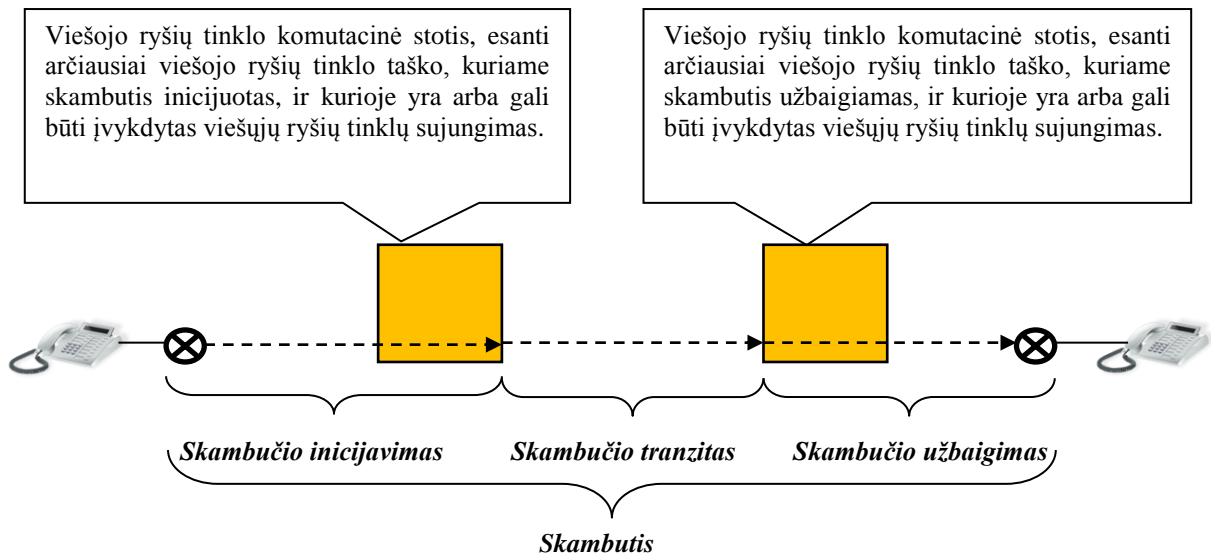 Viešojo ryšių tinklo komutacinė stotis, esanti
arčiausiai viešojo ryšių tinklo taško, kuriame
skambutis inicijuotas, ir kurioje yra arba gali
būti įvykdytas viešųjų ryšių tinklų sujungimas.
Viešojo ryšių tinklo komutacinė stotis, esanti
arčiausiai viešojo ryšių tinklo taško, kuriame
skambutis užbaigiamas, ir kurioje yra arba gali
būti įvykdytas viešųjų ryšių tinklų sujungimas.
Skambučio inicijavimas
Skambučio tranzitas
Skambučio užbaigimas
Skambutis